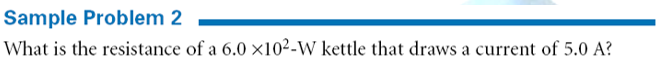 Sample Problem 2
What is the resistance of a 6.0 ×10²-W kettle that draws a current of 5.0 A?